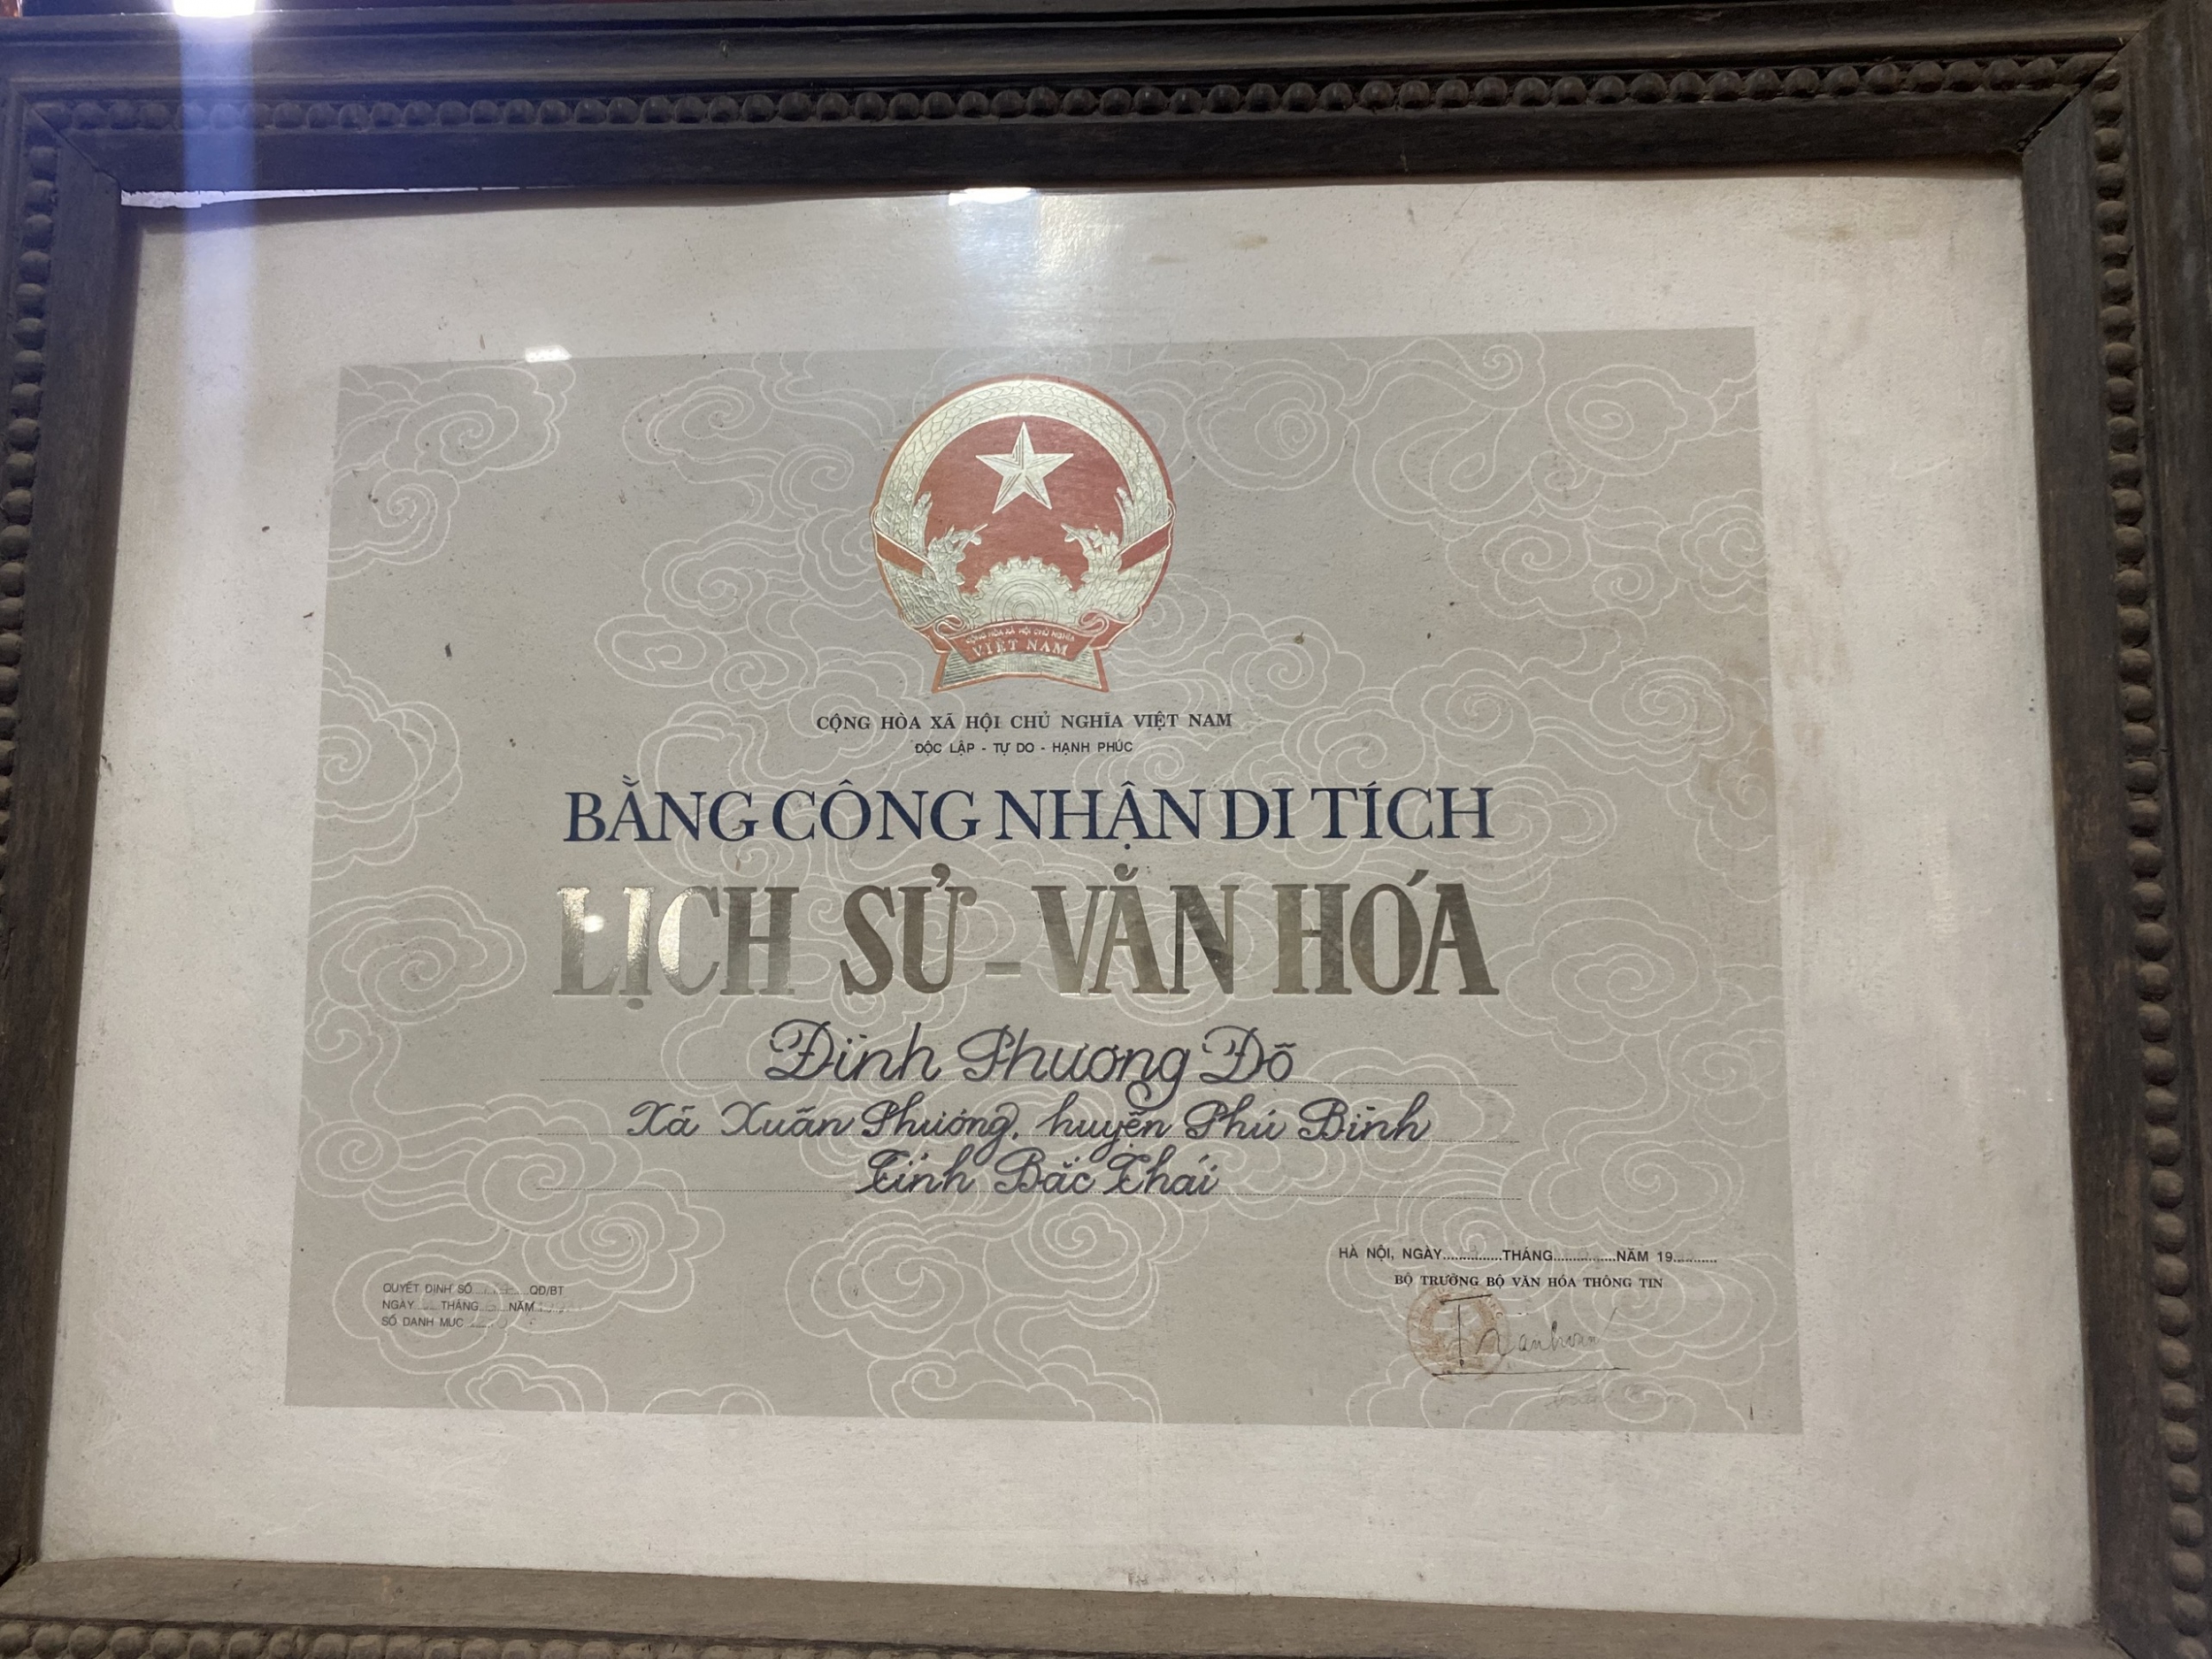 CỘNG HÒA XÃ HỘI CHỦ NGHĨA
VIỆT NAM
CỘNG HÒA XÃ HỘI CHỦ NGHĨA VIỆT NAM
ĐỘC LẬP - TỰ DO - HẠNH PHÚC
BẰNG CÔNG NHẬN DI TÍCH
LỊCH SỬ - VĂN HÓA
Đình Phương Độ
Xã Xuân Phương, huyện Phú Bình
Tỉnh Bắc Thái
HÀ NỘI, NGÀY............THÁNG............NĂM 19.........
BỘ TRƯỞNG BỘ VĂN HÓA THÔNG TIN
QUYẾT ĐỊNH SỐ QĐ/BT
NGÀY THÁNG NĂM
SỐ DANH MỤC